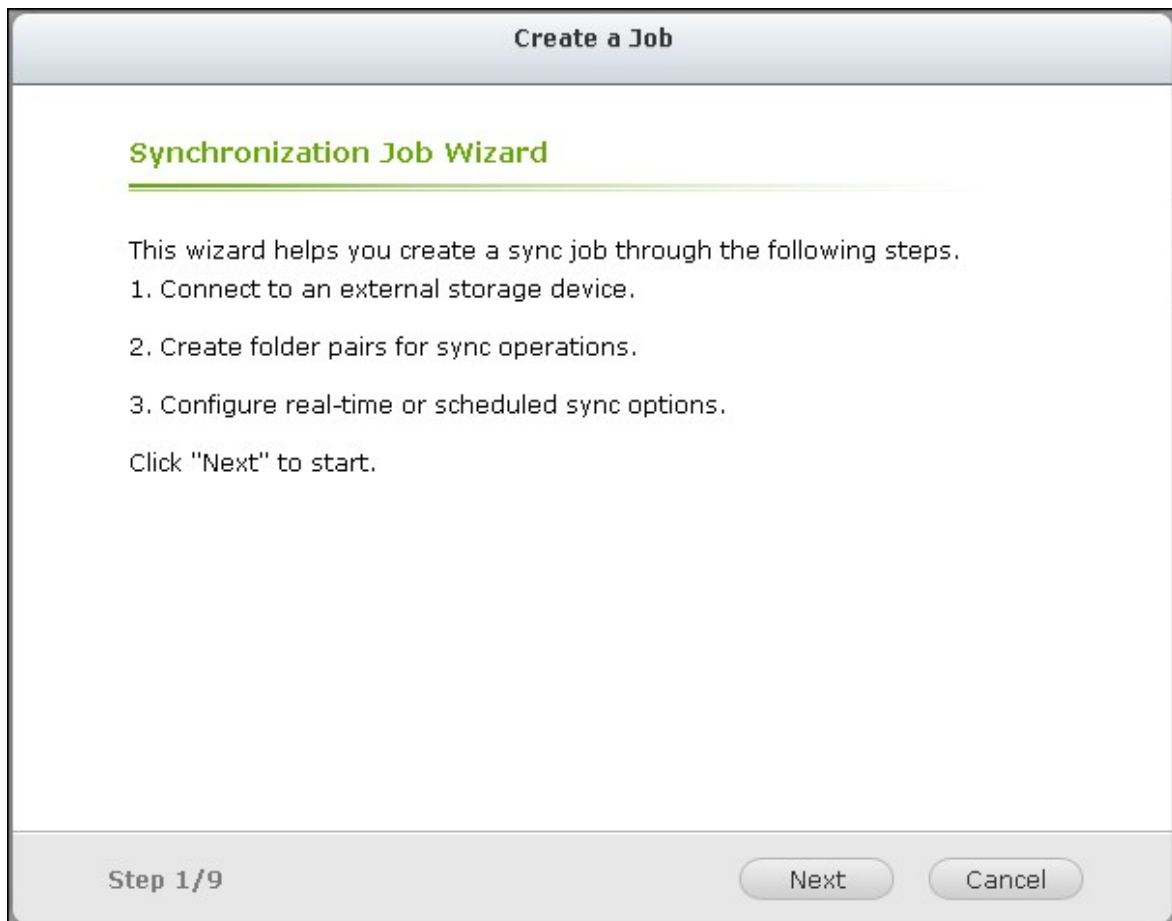 Create a Job
Synchronization Job Wizard
This wizard helps you create a sync job through the following steps.
1. Connect to an external storage device.
2. Create folder pairs for sync operations.
3. Configure real-time or scheduled sync options.
Click "Next" to start.
Step 1/9
Next
Cancel